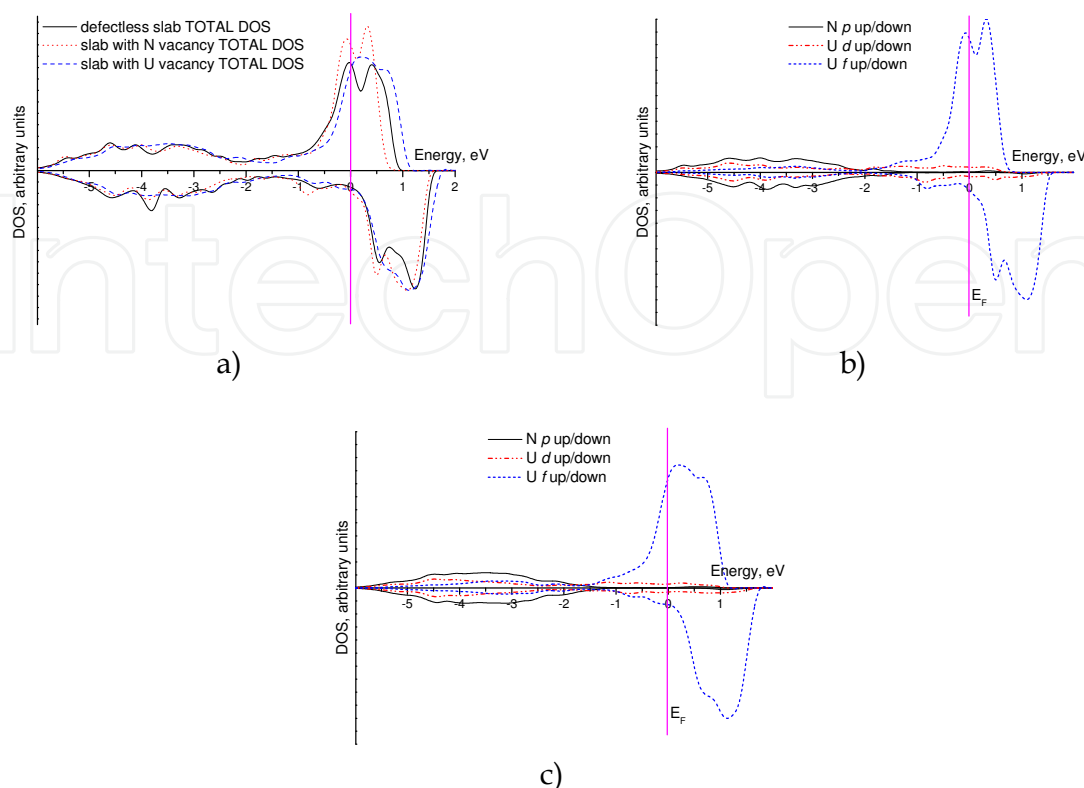 defectless slab TOTAL DOS
slab with N vacancy TOTAL DOS
slab with U vacancy TOTAL DOS
DOS, arbitrary units
Energy, eV
-5 -4 -3 -2 -1 0 1 2
a)
N p up/down
U d up/down
U f up/down
DOS, arbitrary units
Energy, eV
-5 -4 -3 -2 -1 0 1
E_F
b)
N p up/down
U d up/down
U f up/down
DOS, arbitrary units
Energy, eV
-5 -4 -3 -2 -1 0 1
E_F
c)
IntechOpen